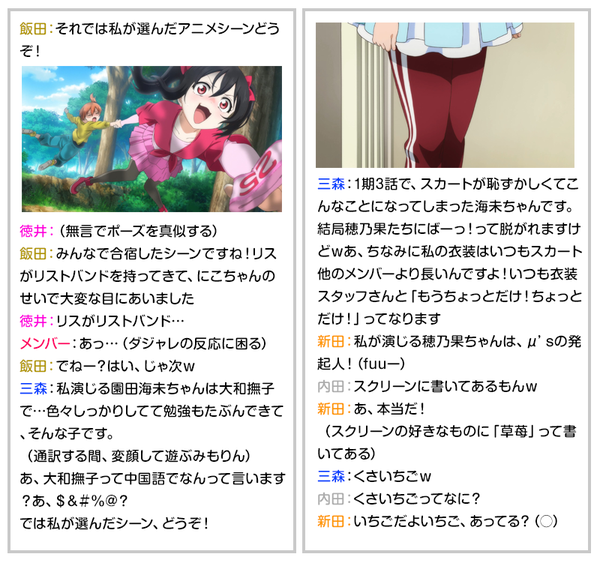 飯田：それでは私が選んだアニメシーンどう
ぞ！
徳井：（無言でポーズを真似する）
飯田：みんなで合宿したシーンですね！リス
がリストバンドを持ってきて、にこちゃんの
せいで大変な目にあいました
徳井：リスがリストバンド…
メンバー：あっ…（ダジャレの反応に困る）
飯田：でねー？はい、じゃ次w
三森：私演じる園田海未ちゃんは大和撫子
で…色々しっかりしてて勉強もたぶんできて
、そんな子です。
（通訳する間、変顔して遊ぶみもりん）
あ、大和撫子って中国語でなんって言います
？あ、＄＆＃％＠？
では私が選んだシーン、どうぞ！
三森：1期3話で、スカートが恥ずかしくてこ
んなことになってしまった海未ちゃんです。
結局穂乃果たちにばーっ！って脱がれますけ
どwあ、ちなみに私の衣装はいつもスカート
他のメンバーより長いんですよ！いつも衣装
スタッフさんと「もうちょっとだけ！ちょっと
だけ！」ってなります
新田：私が演じる穂乃果ちゃんは、μ’sの発
起人！（fuuー）
内田：スクリーンに書いてあるもんw
新田：あ、本当だ！
（スクリーンの好きなものに「草苺」って書
いてある）
三森：くさいちごw
内田：くさいちごってなに？
新田：いちごだよいちご、あってる？（○）